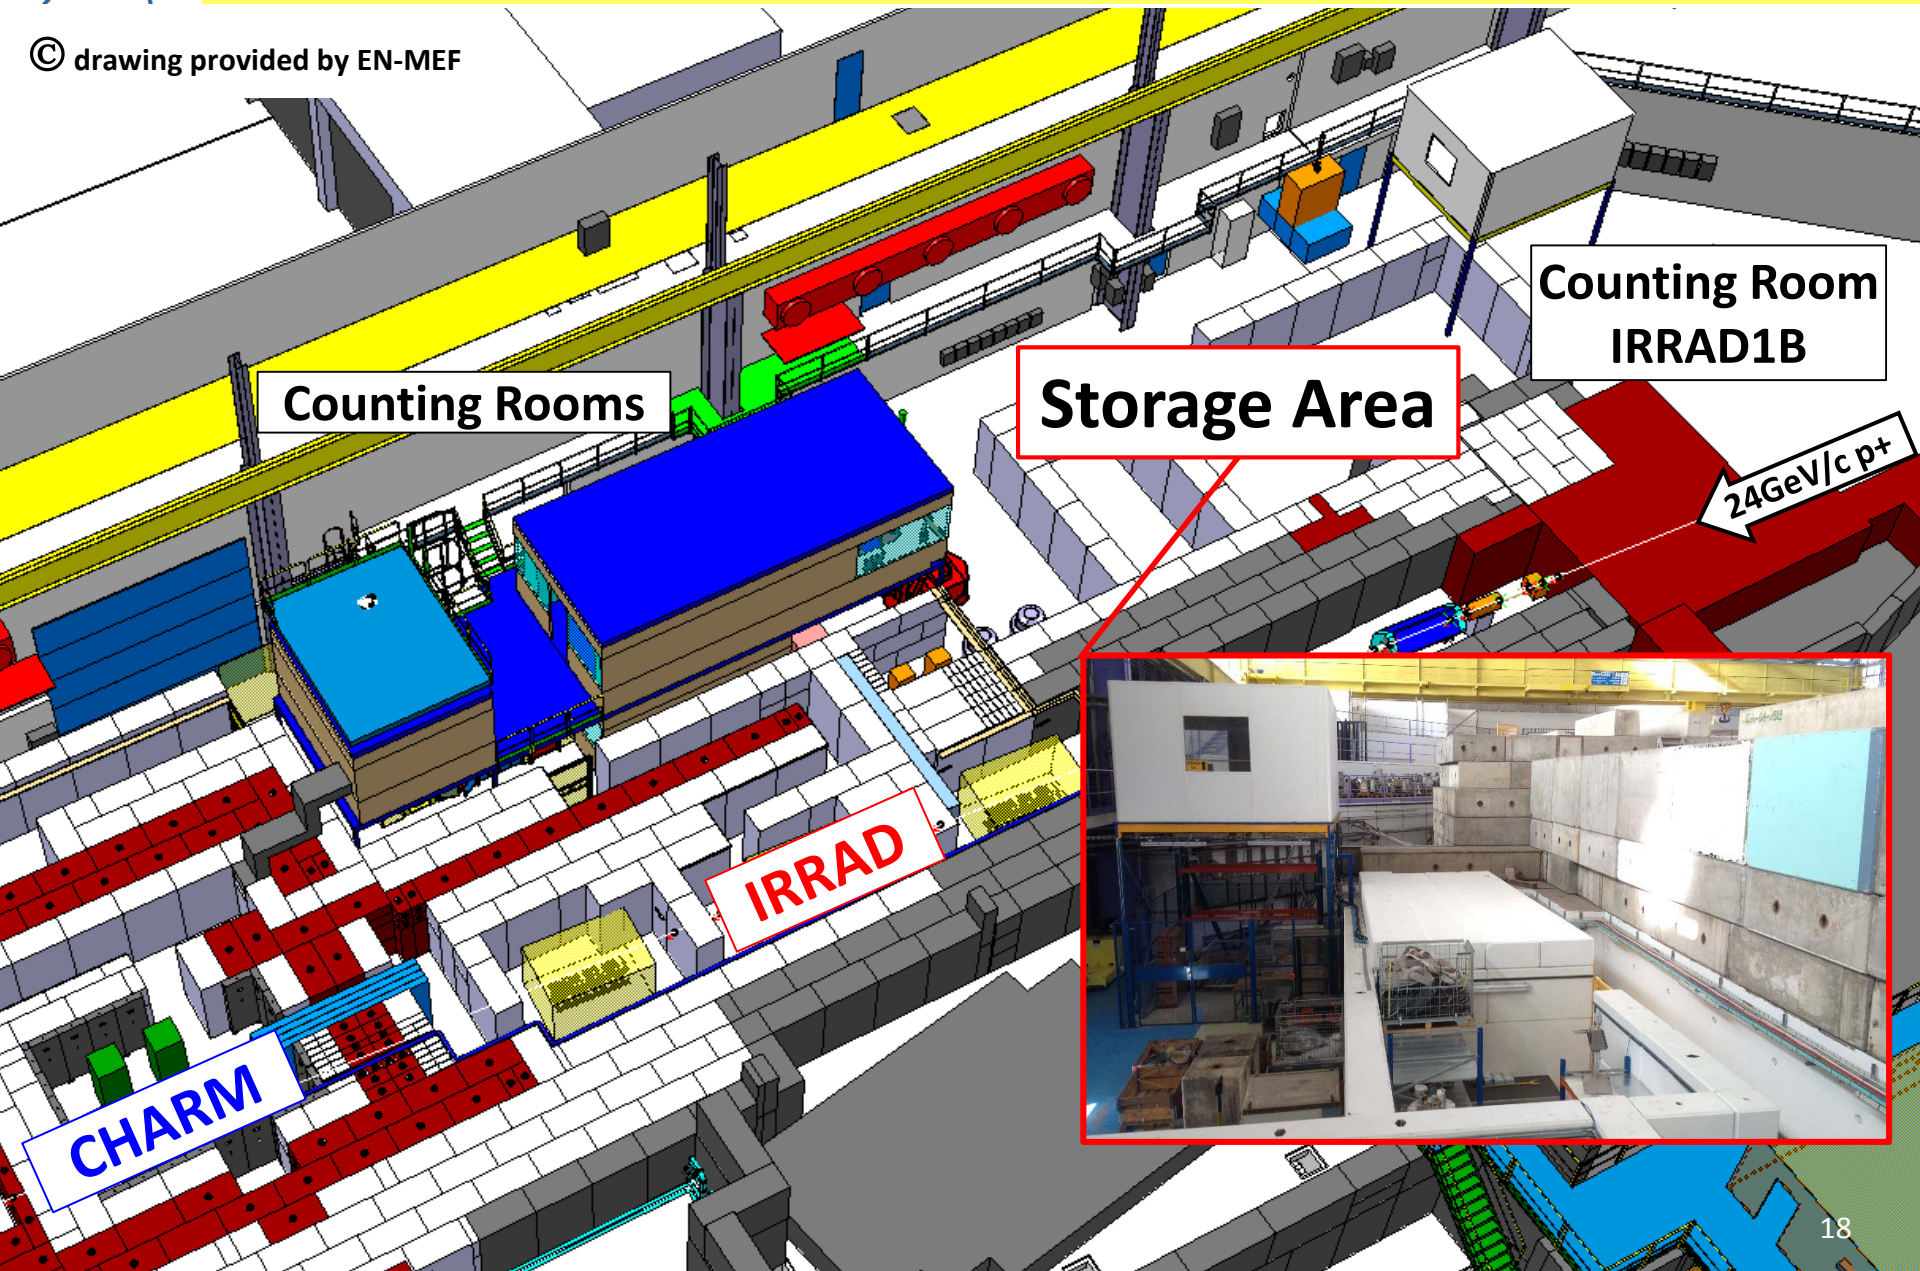 © drawing provided by EN-MEF
Counting Room
IRRAD1B
Storage Area
Counting Rooms
24GeV/c p+
IRRAD
CHARM
18